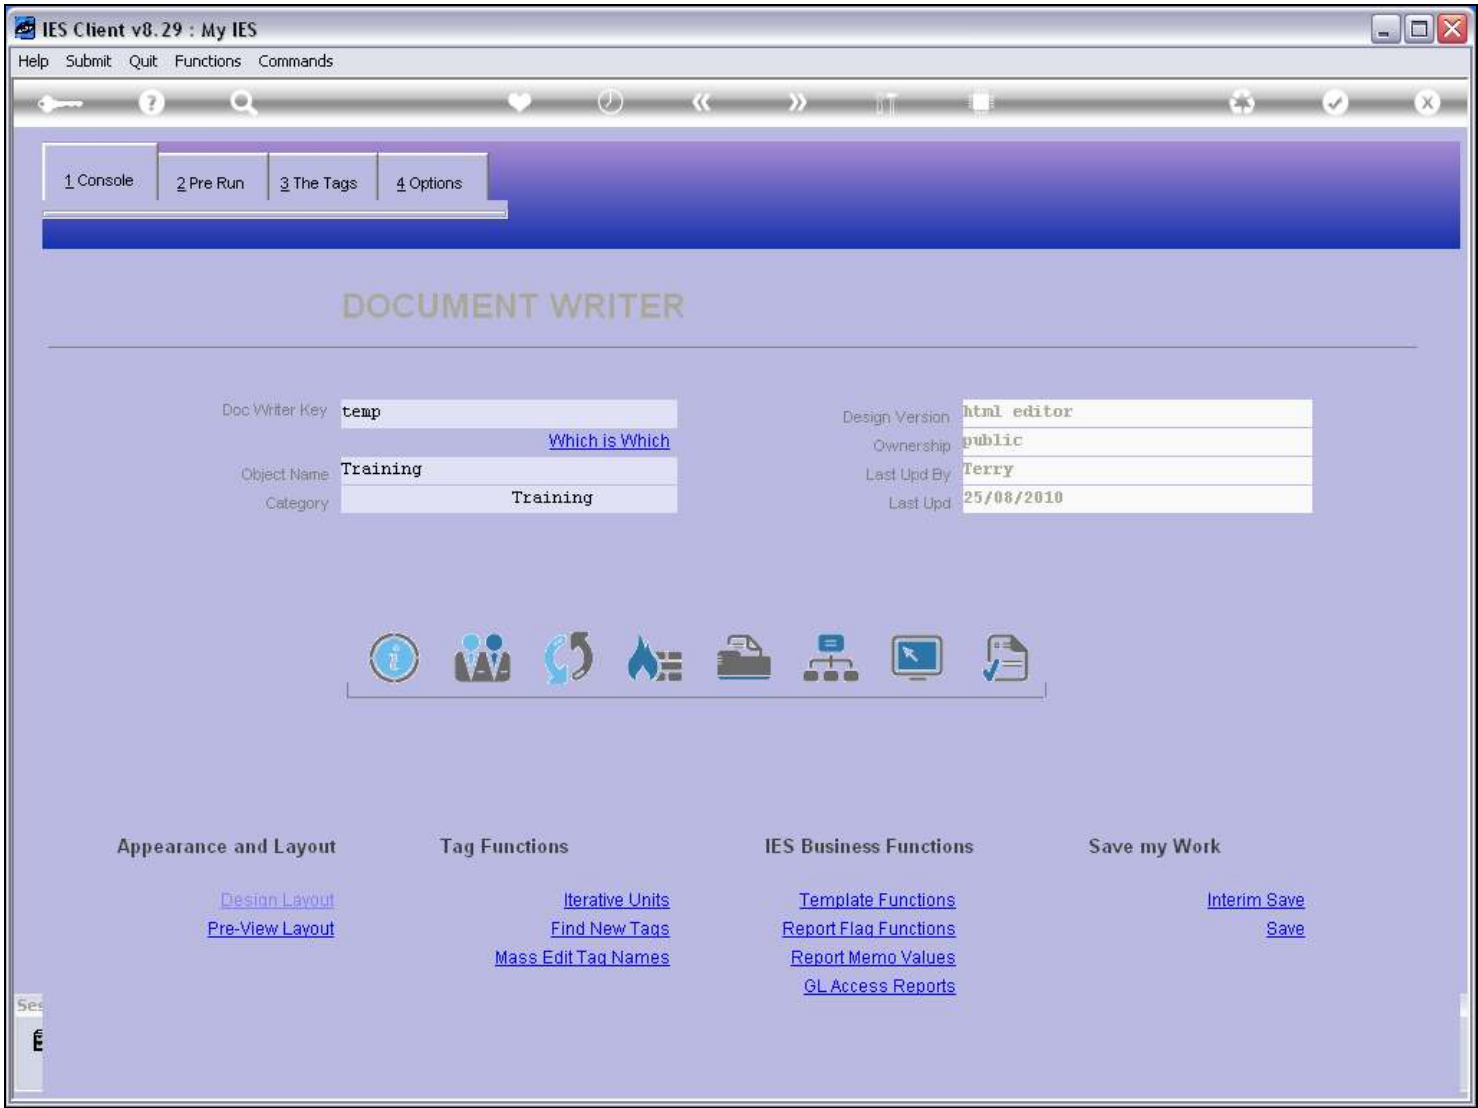 IES Client v8.29 : My IES
Help Submit Quit Functions Commands
1 Console 2 Pre Run 3 The Tags 4 Options
DOCUMENT WRITER
Doc Writer Key temp
Which is Which
Object Name Training
Category Training
Design Version html editor
Ownership public
Last Upd By Terry
Last Upd 25/08/2010
Appearance and Layout
Design Layout
Pre-View Layout
Tag Functions
Iterative Units
Find New Tags
Mass Edit Tag Names
IES Business Functions
Template Functions
Report Flag Functions
Report Memo Values
GL Access Reports
Save my Work
Interim Save
Save
Ses